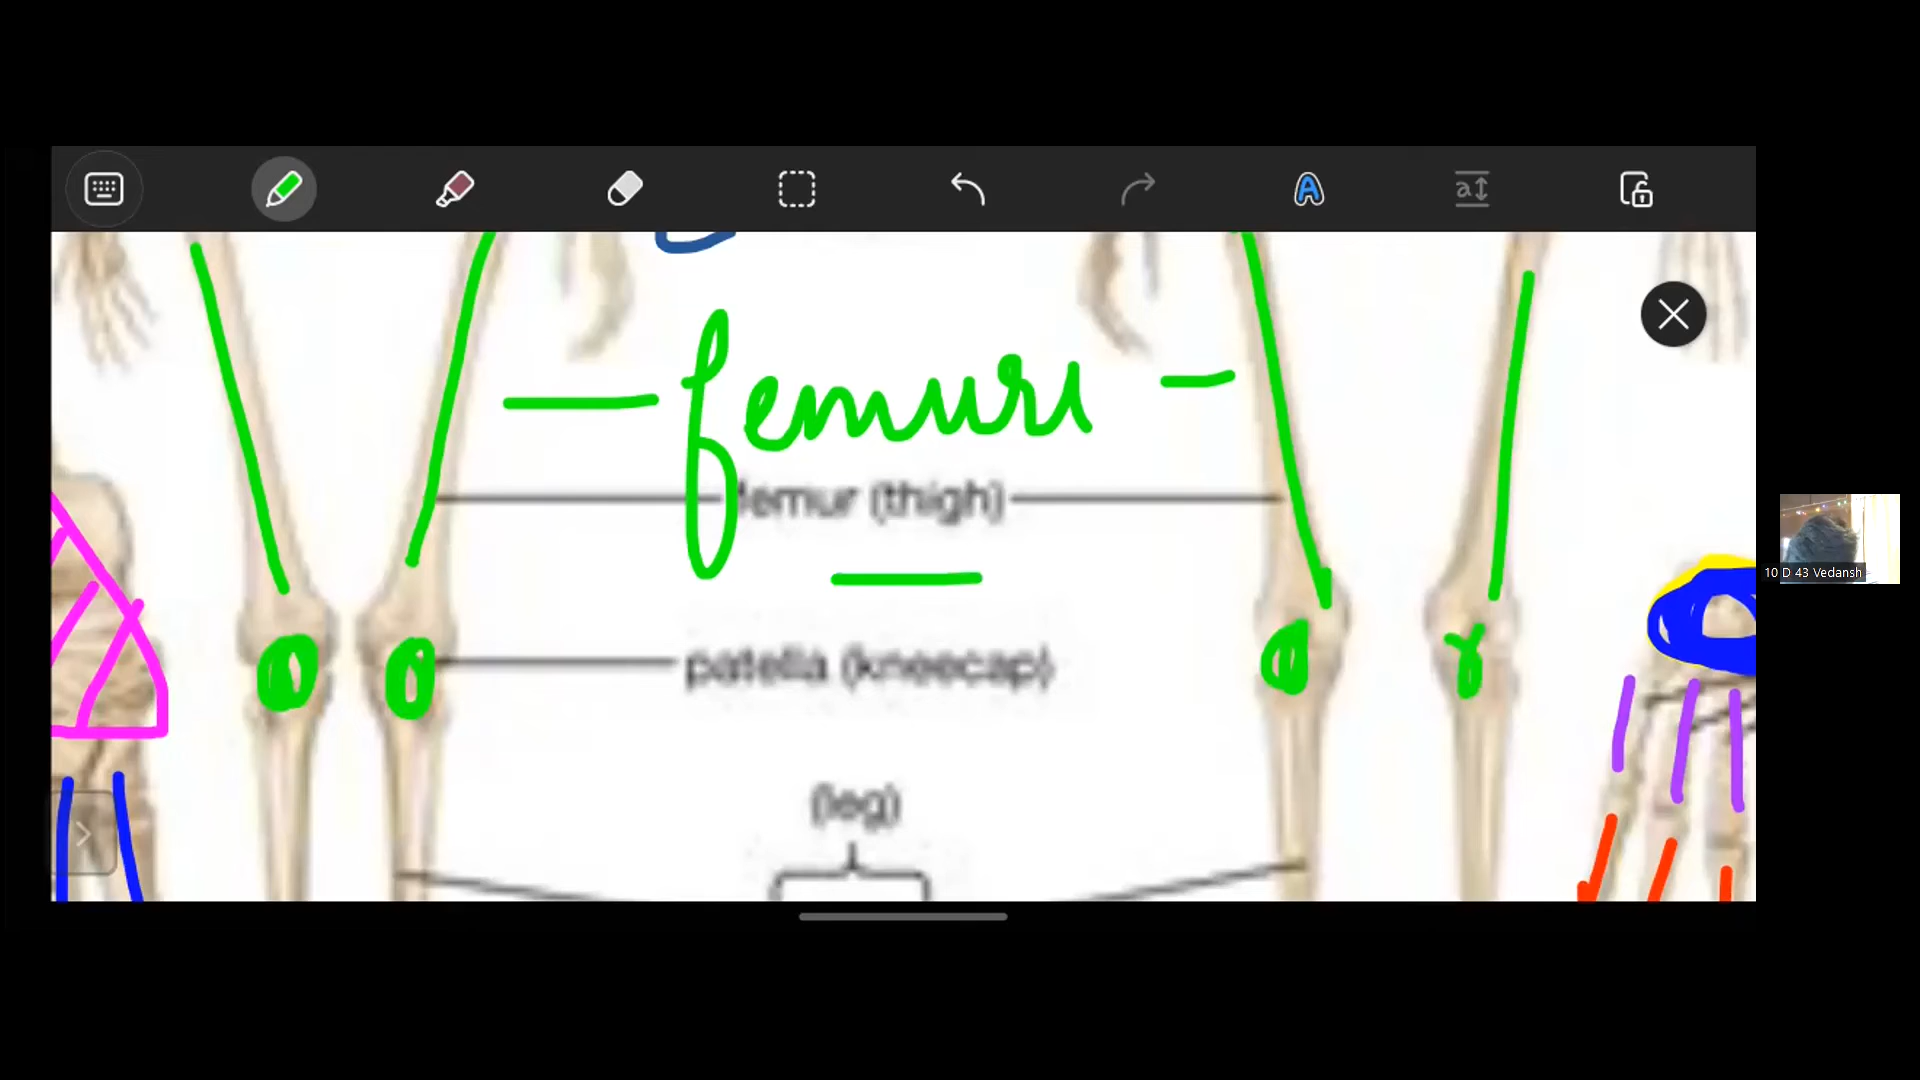 femur
femur (thigh)
patella (kneecap)
(leg)
10 D 43 Vedansh